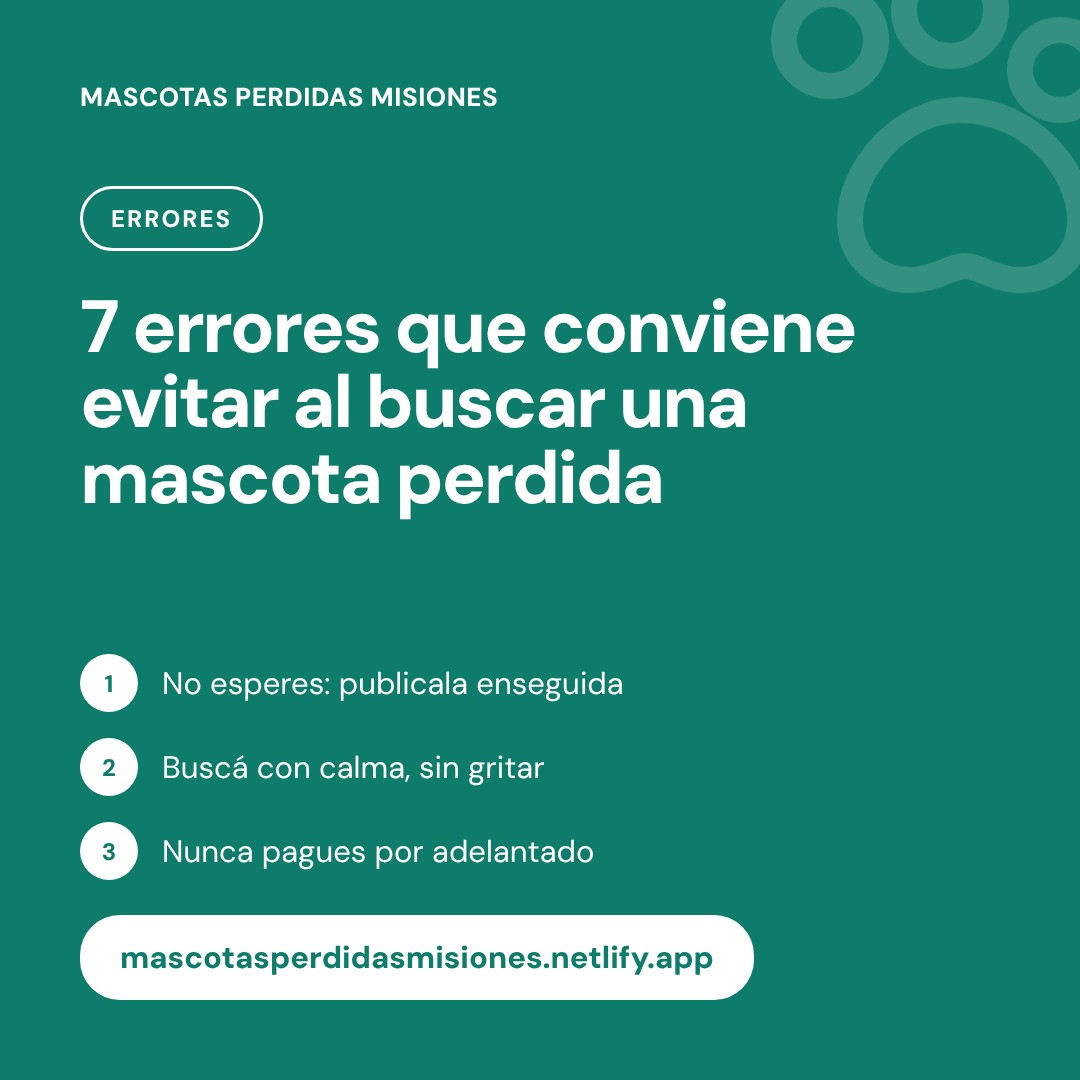 MASCOTAS PERDIDAS MISIONES
ERRORES
7 errores que conviene
evitar al buscar una
mascota perdida
1 No esperes: publicala enseguida
2 Buscá con calma, sin gritar
3 Nunca pagues por adelantado
mascotasperdidasmisiones.netlify.app